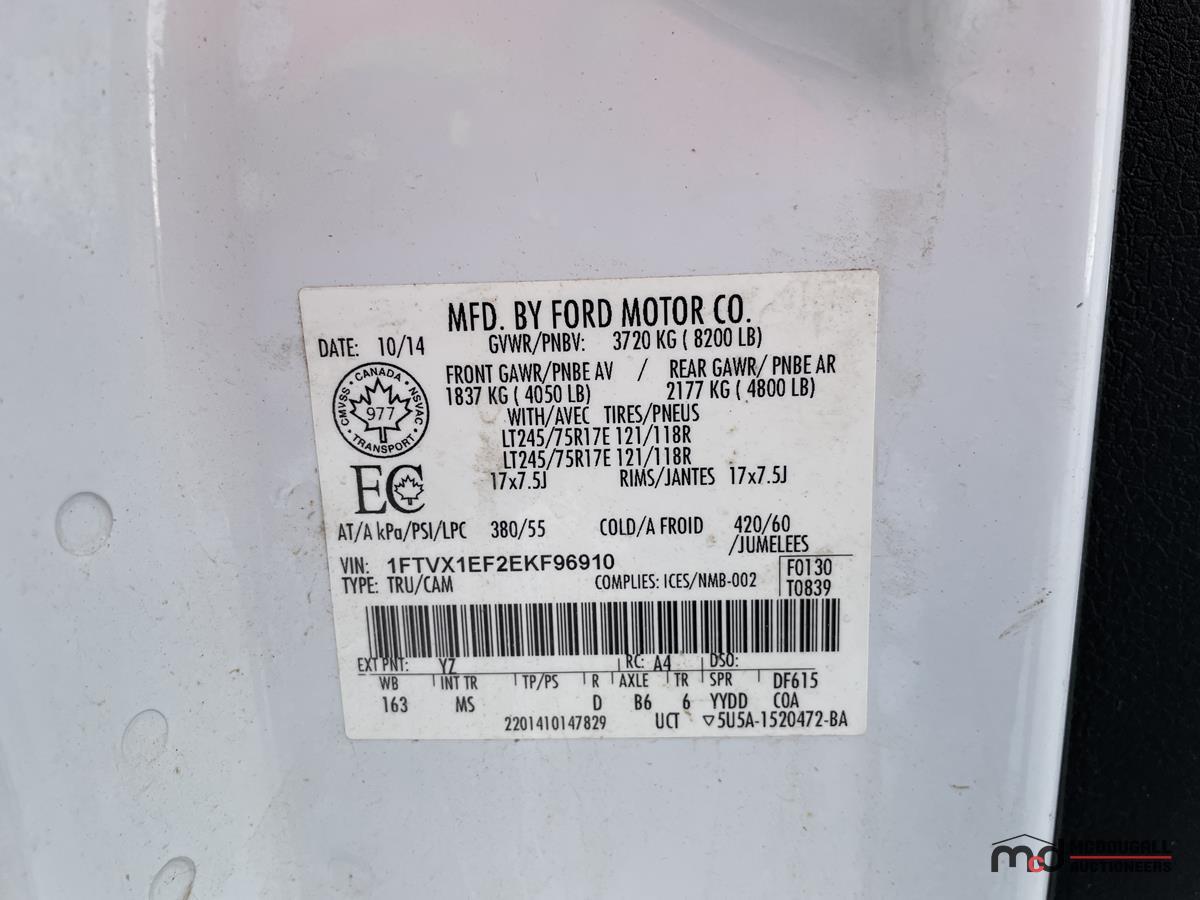 MFD. BY FORD MOTOR CO.
DATE: 10/14 GVWR/PNBV: 3720 KG ( 8200 LB)
FRONT GAWR/PNBE AV / REAR GAWR/ PNBE AR
1837 KG ( 4050 LB) 2177 KG ( 4800 LB)
WITH/AVEC TIRES/PNEUS
LT245/75R17E 121/118R
LT245/75R17E 121/118R
17x7.5J RIMS/JANTES 17x7.5J
CANADA
CMVSS NSVAC
977
TRANSPORT
EC
AT/A kPa/PSI/LPC 380/55 COLD/A FROID 420/60
/JUMELEES
VIN: 1FTVX1EF2EKF96910 F0130
TYPE: TRU/CAM COMPLIES: ICES/NMB-002 T0839
EXT PNT: YZ RC: A4 DSO:
WB INT TR TP/PS R AXLE TR SPR DF615
163 MS D B6 6 YYDD COA
2201410147829 UCT ▽5U5A-1520472-BA
mcd MCDOUGALL
AUCTIONEERS